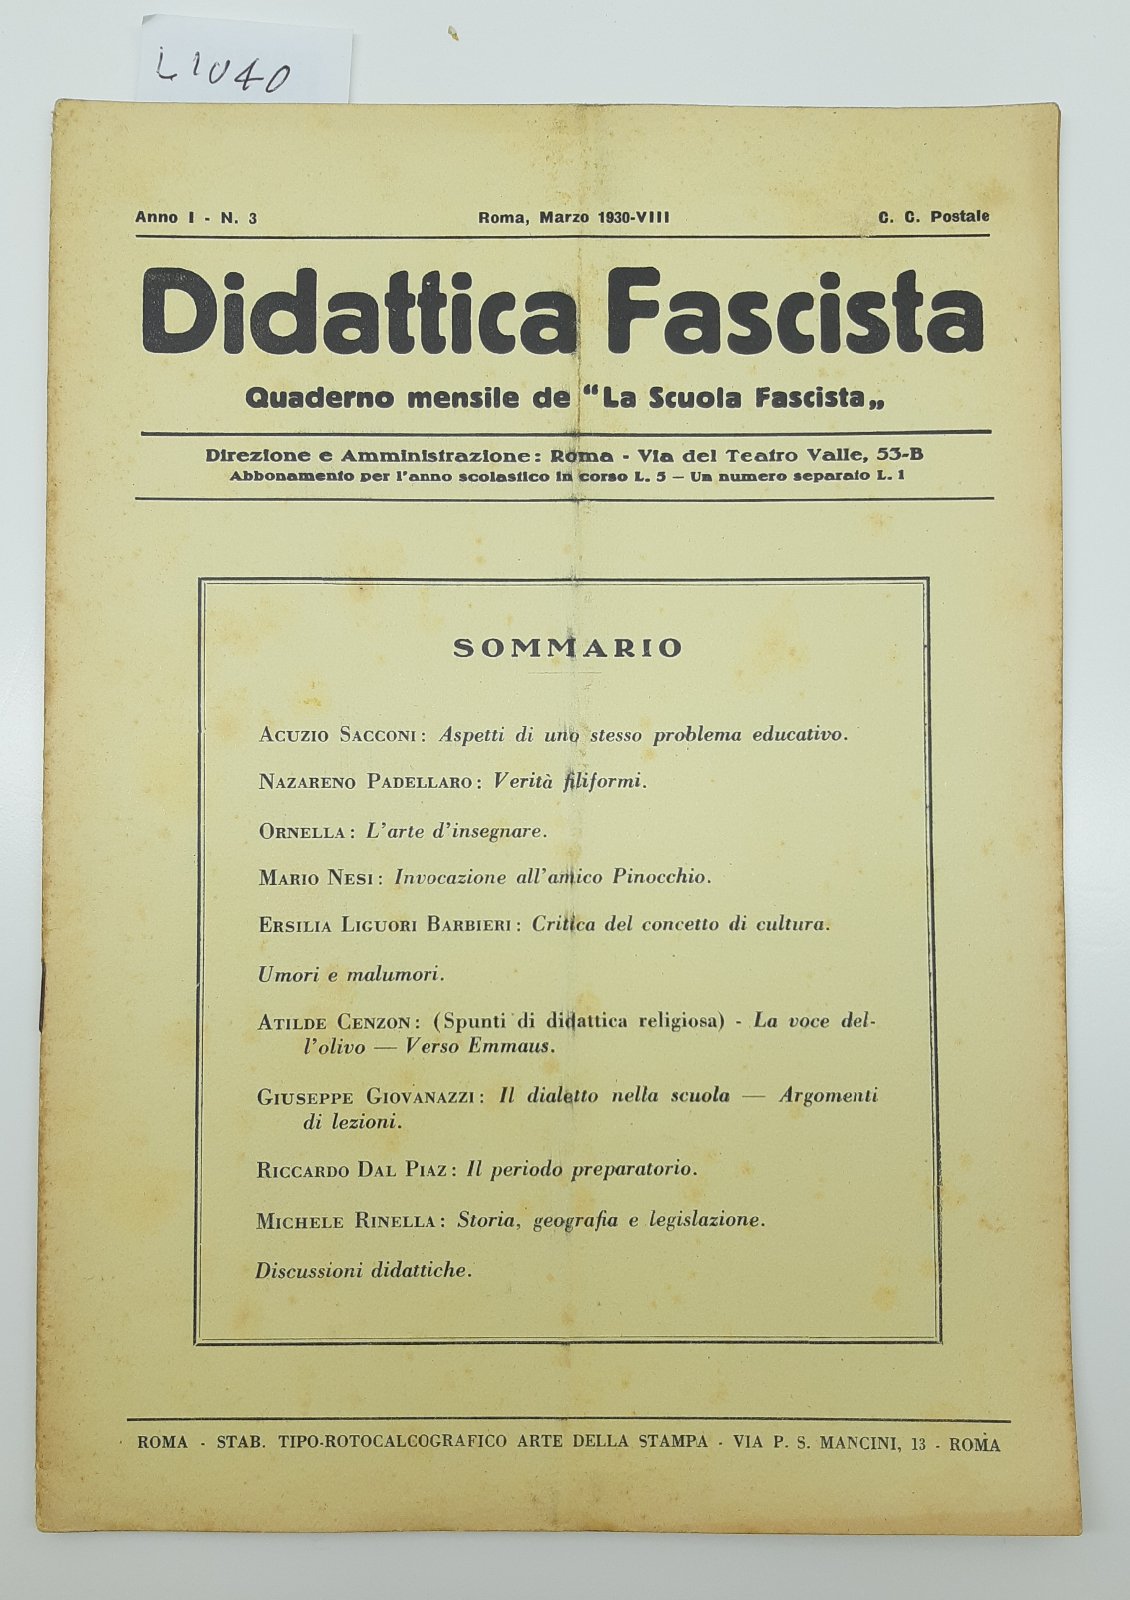 L1040
Anno I - N. 3 Roma, Marzo 1930-VIII C. C. Postale
Didattica Fascista
Quaderno mensile de “La Scuola Fascista„
Direzione e Amministrazione: Roma - Via del Teatro Valle, 53-B
Abbonamento per l'anno scolastico in corso L. 5 — Un numero separato L. 1
SOMMARIO
ACUZIO SACCONI: Aspetti di uno stesso problema educativo.
NAZARENO PADELLARO: Verità filiformi.
ORNELLA: L'arte d'insegnare.
MARIO NESI: Invocazione all'amico Pinocchio.
ERSILIA LIGUORI BARBIERI: Critica del concetto di cultura.
Umori e malumori.
ATILDE CENZON: (Spunti di didattica religiosa) - La voce del-
l'olivo — Verso Emmaus.
GIUSEPPE GIOVANAZZI: Il dialetto nella scuola — Argomenti
di lezioni.
RICCARDO DAL PIAZ: Il periodo preparatorio.
MICHELE RINELLA: Storia, geografia e legislazione.
Discussioni didattiche.
ROMA - STAB. TIPO-ROTOCALCOGRAFICO ARTE DELLA STAMPA - VIA P. S. MANCINI, 13 - ROMA